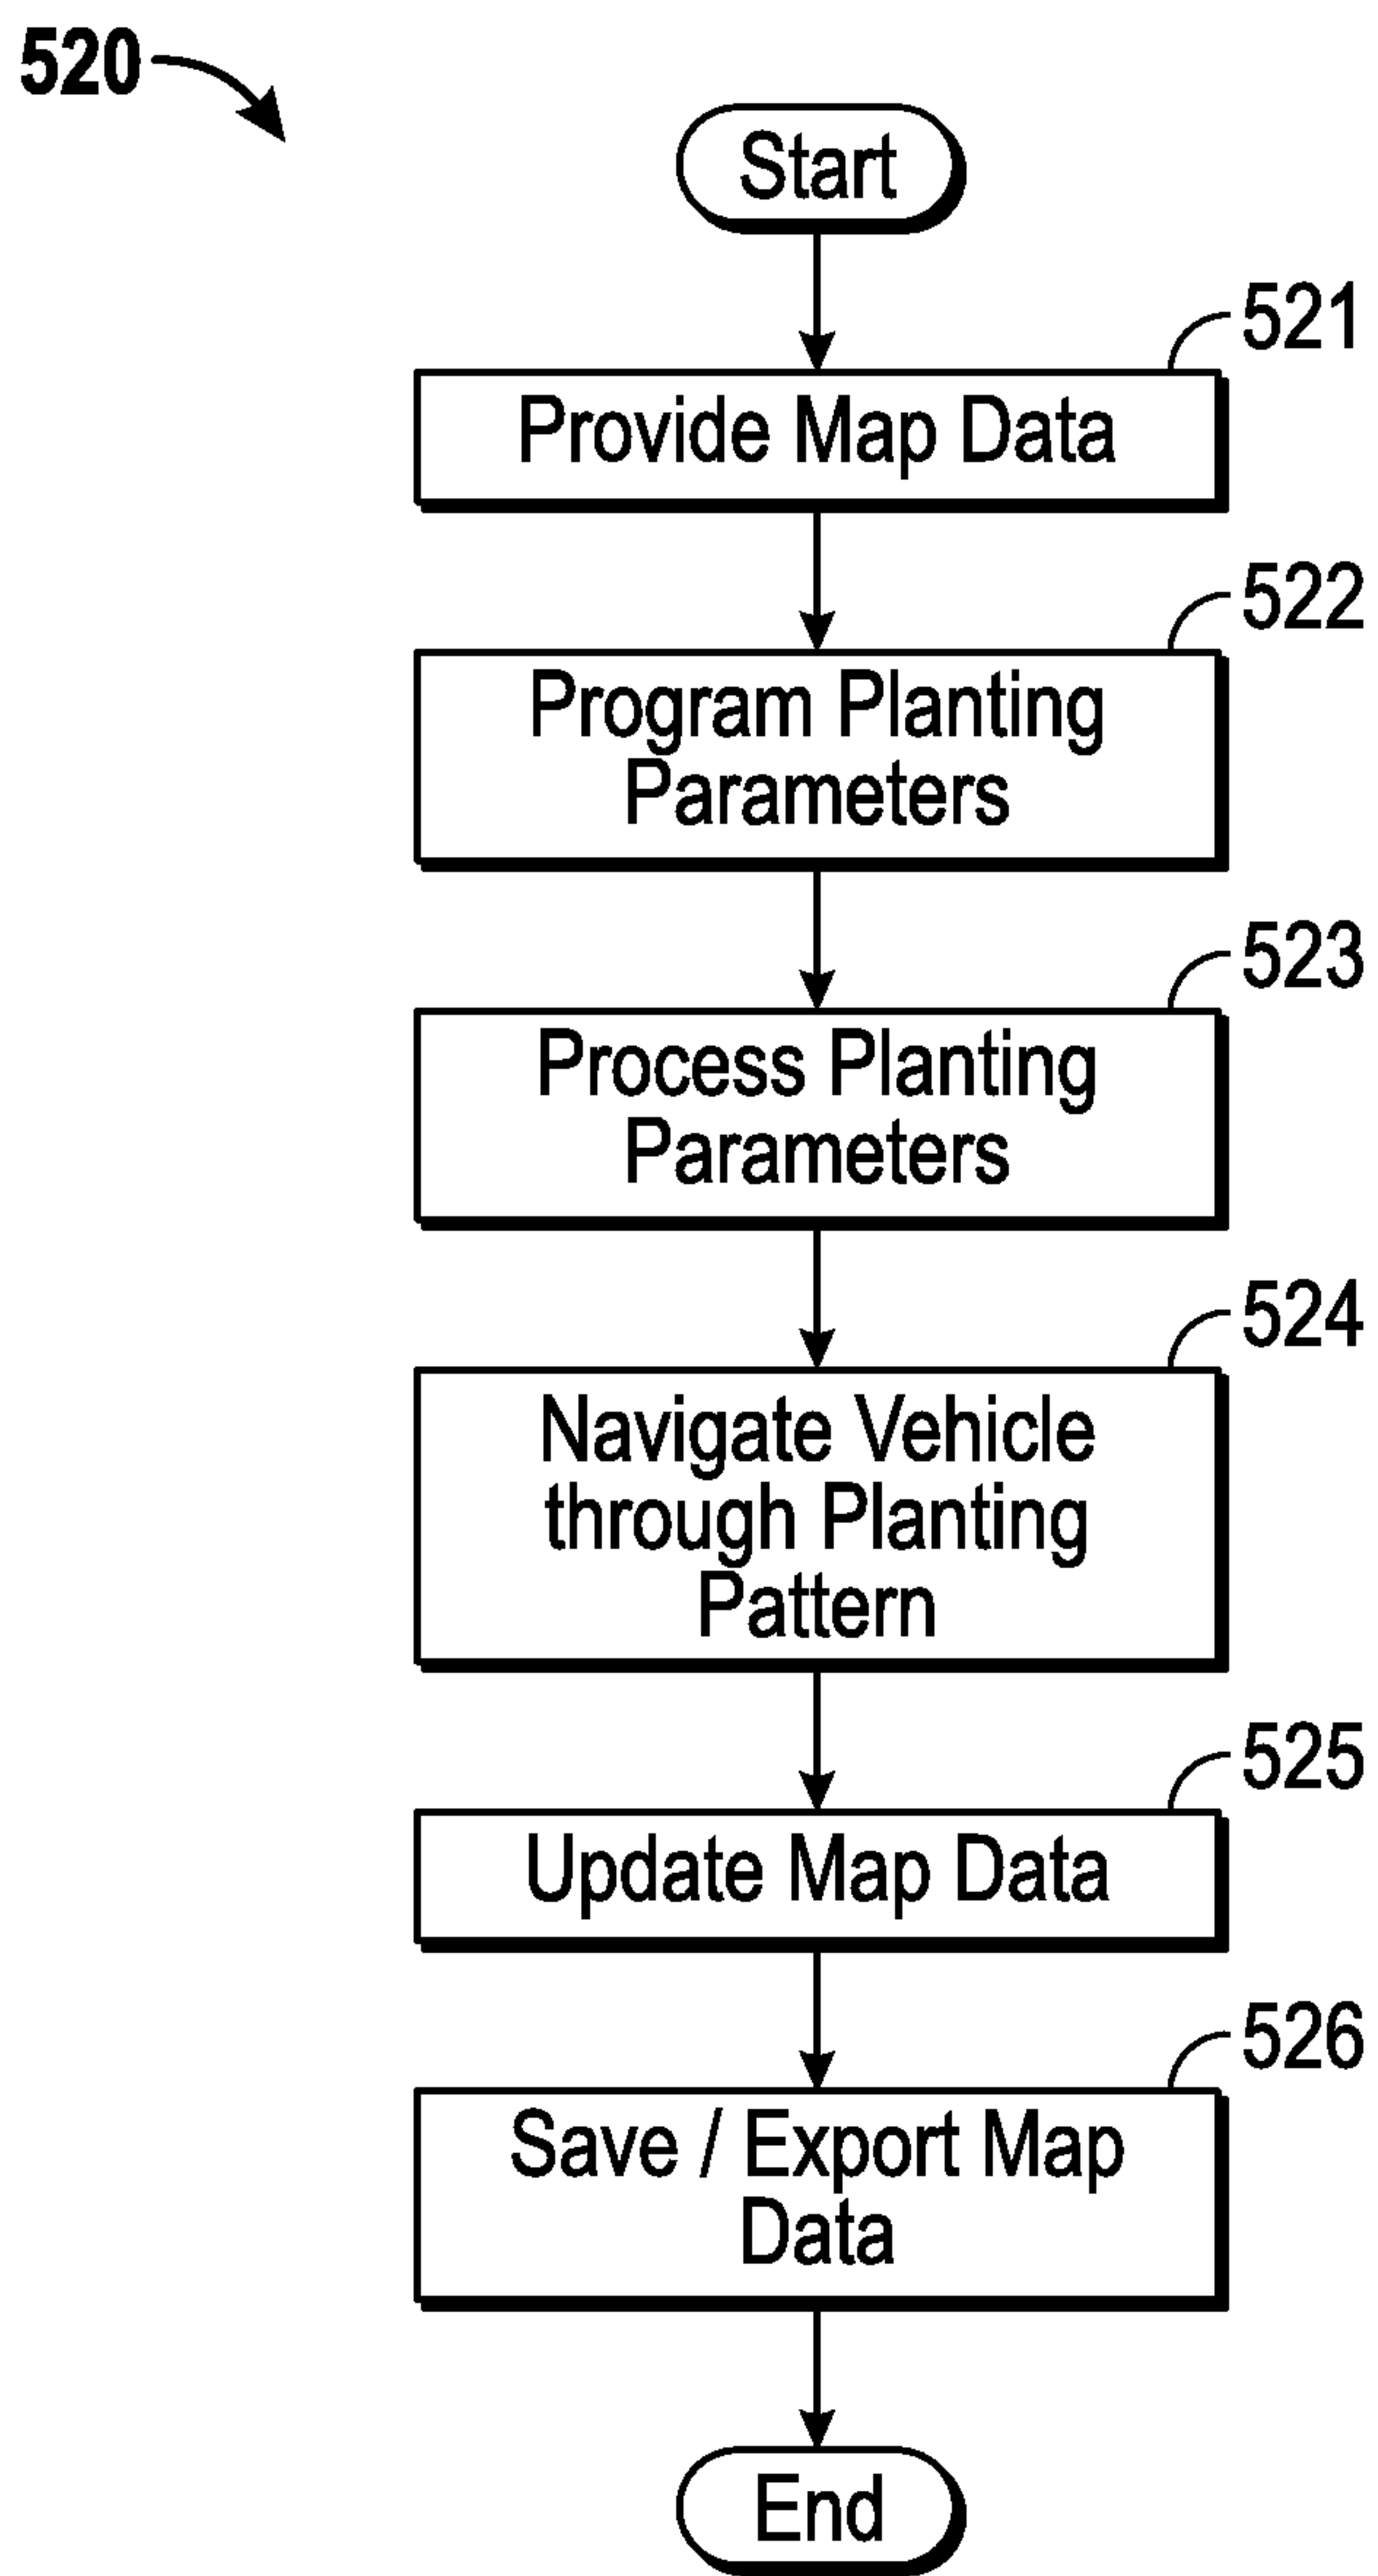 520
Start
521
Provide Map Data
522
Program Planting
Parameters
523
Process Planting
Parameters
524
Navigate Vehicle
through Planting
Pattern
525
Update Map Data
526
Save / Export Map
Data
End